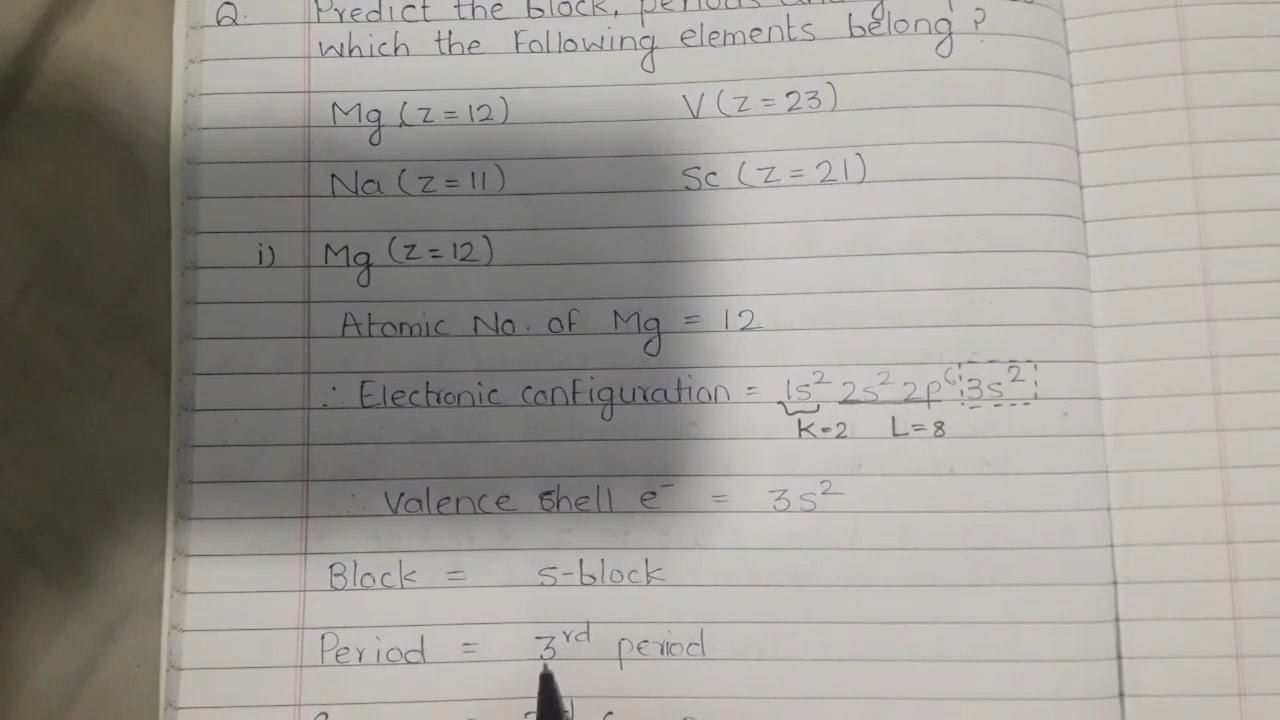 Q. Predict the block, period
which the following elements belong?
Mg (Z=12) V (Z=23)
Na (Z=11) Sc (Z=21)
i) Mg (Z=12)
Atomic No. of Mg = 12
∴ Electronic configuration = 1s² 2s² 2p⁶ 3s²
K=2 L=8
∴ Valence shell e⁻ = 3s²
Block = s-block
Period = 3rd period